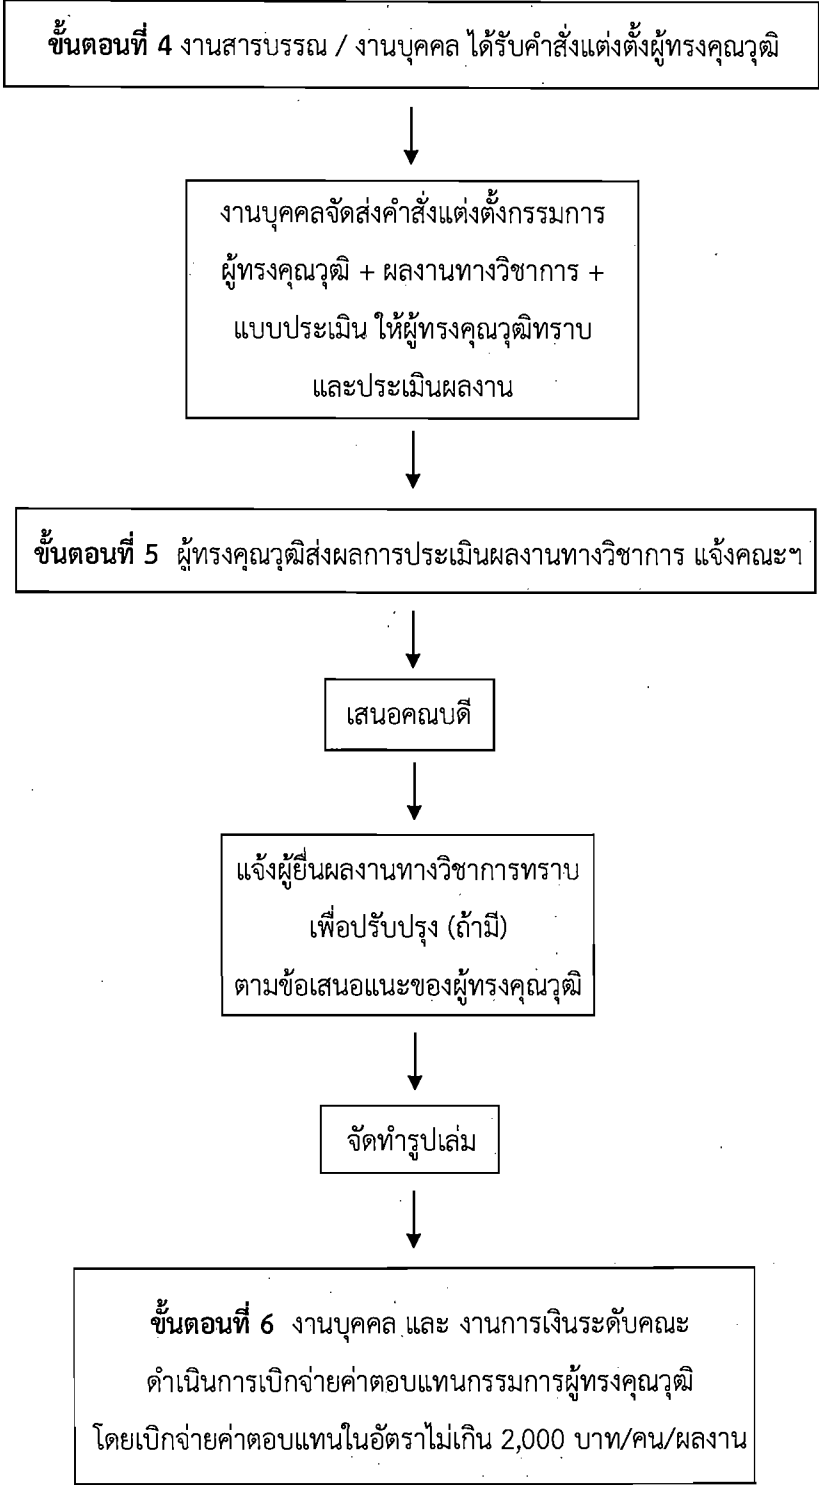 ขั้นตอนที่ 4 งานสารบรรณ / งานบุคคล ได้รับคำสั่งแต่งตั้งผู้ทรงคุณวุฒิ
งานบุคคลจัดส่งคำสั่งแต่งตั้งกรรมการ
ผู้ทรงคุณวุฒิ + ผลงานทางวิชาการ +
แบบประเมิน ให้ผู้ทรงคุณวุฒิทราบ
และประเมินผลงาน
ขั้นตอนที่ 5 ผู้ทรงคุณวุฒิส่งผลการประเมินผลงานทางวิชาการ แจ้งคณะฯ
เสนอคณบดี
แจ้งผู้ยื่นผลงานทางวิชาการทราบ
เพื่อปรับปรุง (ถ้ามี)
ตามข้อเสนอแนะของผู้ทรงคุณวุฒิ
จัดทำรูปเล่ม
ขั้นตอนที่ 6 งานบุคคล และ งานการเงินระดับคณะ
ดำเนินการเบิกจ่ายค่าตอบแทนกรรมการผู้ทรงคุณวุฒิ
โดยเบิกจ่ายค่าตอบแทนในอัตราไม่เกิน 2,000 บาท/คน/ผลงาน